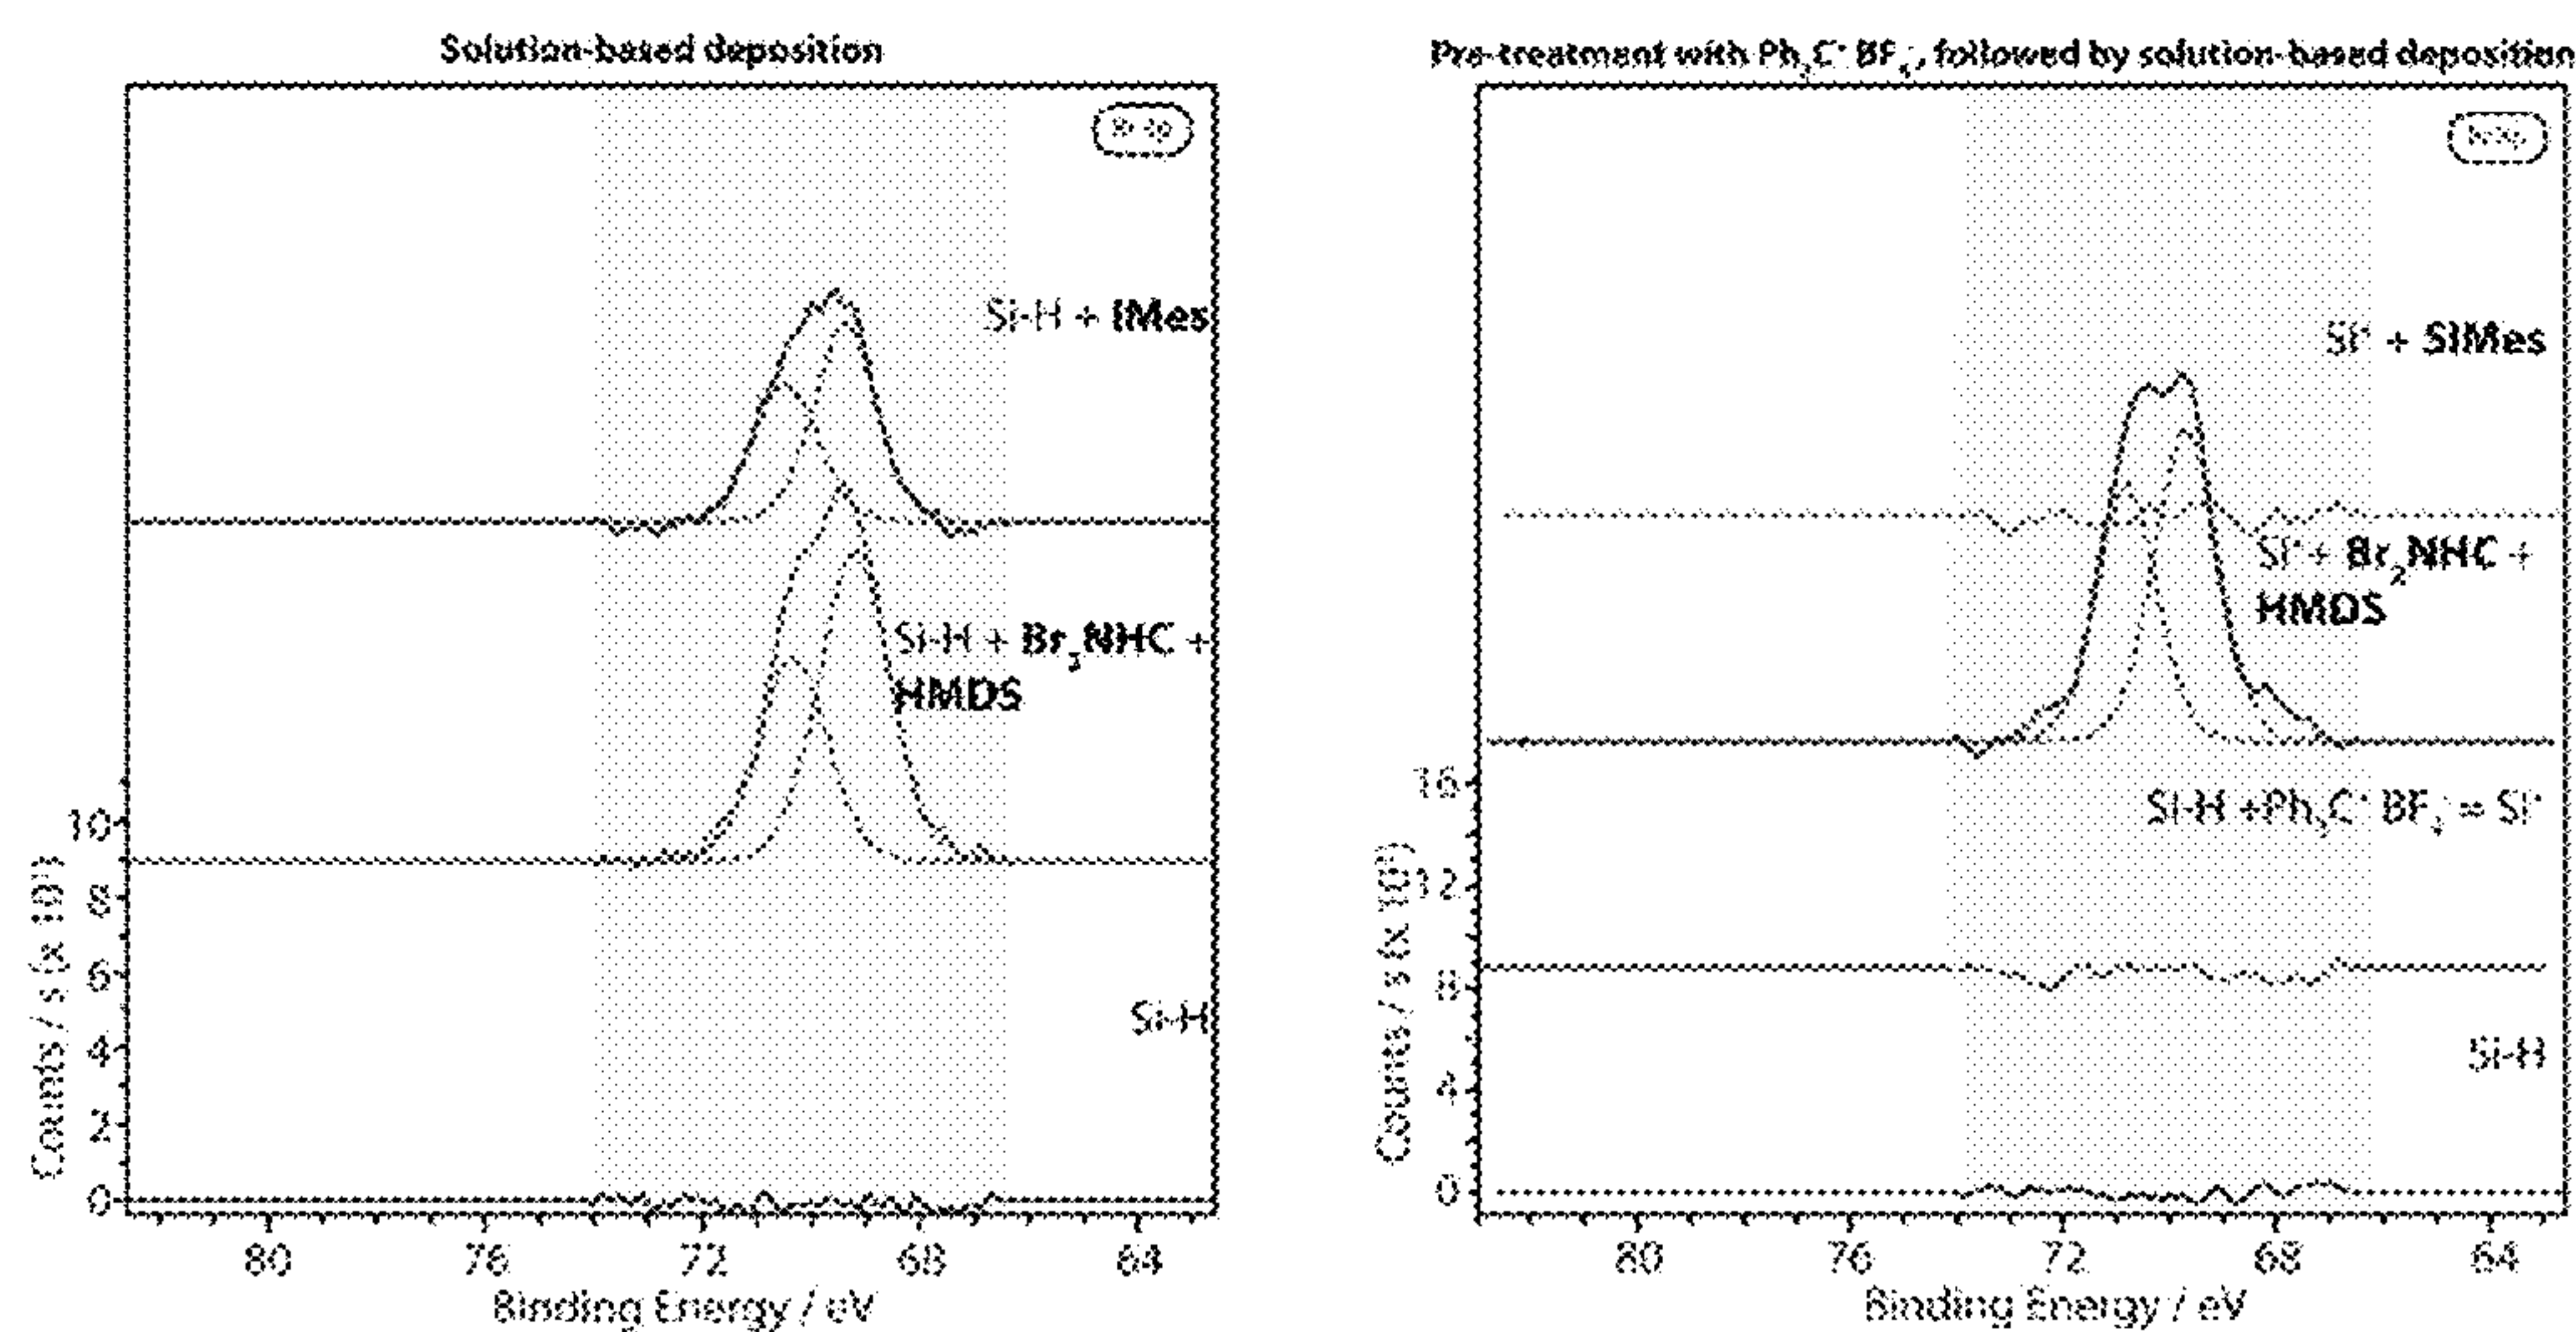 Solution-based deposition
Si-H + IMes
Si-H + Br₃NHC +
HMDS
Si-H
10
8
6
4
2
0
Counts / s (x
80
76
72
68
64
Binding Energy / eV
Pre-treatment with Ph₃C⁺ BF₄⁻, followed by solution-based deposition
Si⁺ + SIMes
Si⁺ + Br₂NHC +
HMDS
Si-H +Ph₃C⁺ BF₄⁻ = Si⁺
Si-H
16
12
8
4
0
Counts / s (x
80
76
72
68
64
Binding Energy / eV